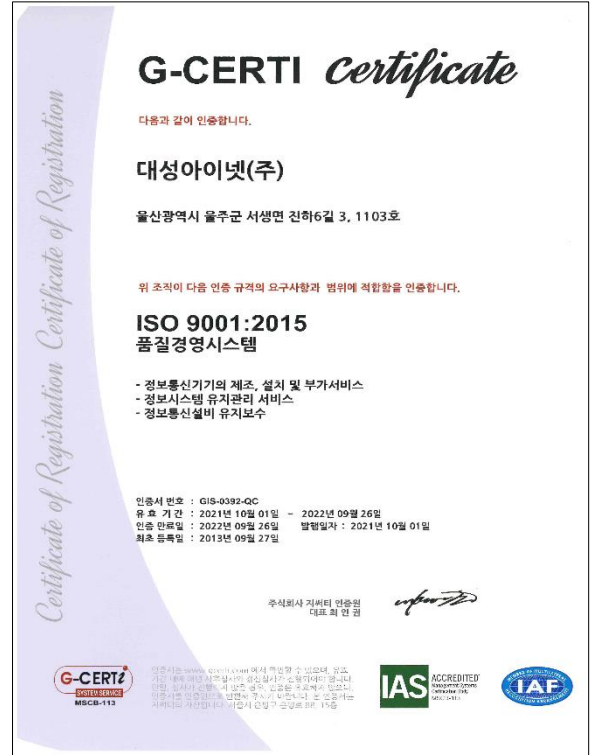 G-CERTI Certificate
다음과 같이 인증합니다.
대성아이넷(주)
울산광역시 울주군 서생면 진하6길 3, 1103호
위 조직이 다음 인증 규격의 요구사항과 범위에 적합함을 인증합니다.
ISO 9001:2015
품질경영시스템
- 정보통신기기의 제조, 설치 및 부가서비스
- 정보시스템 유지관리 서비스
- 정보통신설비 유지보수
인증서 번호 : GIS-0392-QC
유 효 기 간 : 2021년 10월 01일 – 2022년 09월 26일
인증 만료일 : 2022년 09월 26일 발행일자 : 2021년 10월 01일
최초 등록일 : 2013년 09월 27일
주식회사 지써티 인증원
대표 최 연 권
Certificate of Registration Certificate of Registration
G-CERTi
SYSTEM SERVICE
MSCB-113
IAS
ACCREDITED
Management Systems
Certification Body
MSCB-113
IAF